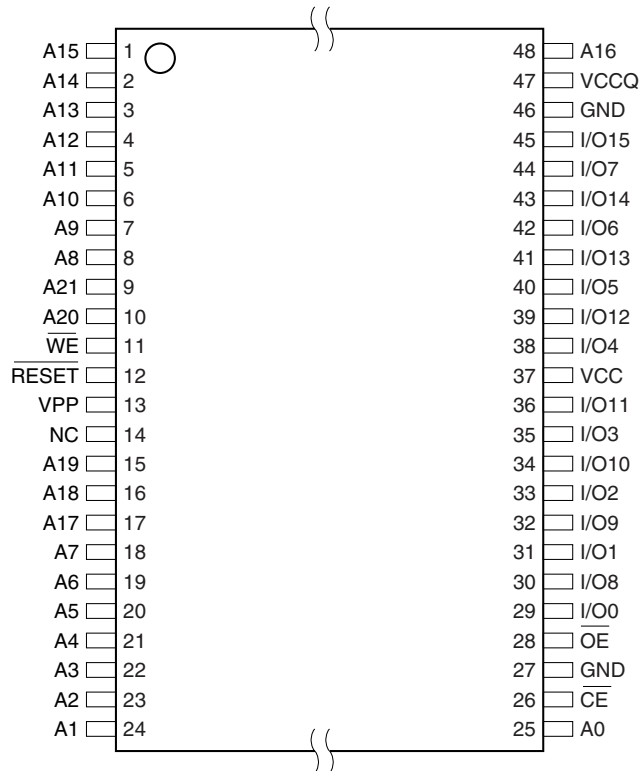 A15 1 48 A16
A14 2 47 VCCQ
A13 3 46 GND
A12 4 45 I/O15
A11 5 44 I/O7
A10 6 43 I/O14
A9 7 42 I/O6
A8 8 41 I/O13
A21 9 40 I/O5
A20 10 39 I/O12
W̅E̅ 11 38 I/O4
R̅E̅S̅E̅T̅ 12 37 VCC
VPP 13 36 I/O11
NC 14 35 I/O3
A19 15 34 I/O10
A18 16 33 I/O2
A17 17 32 I/O9
A7 18 31 I/O1
A6 19 30 I/O8
A5 20 29 I/O0
A4 21 28 O̅E̅
A3 22 27 GND
A2 23 26 C̅E̅
A1 24 25 A0